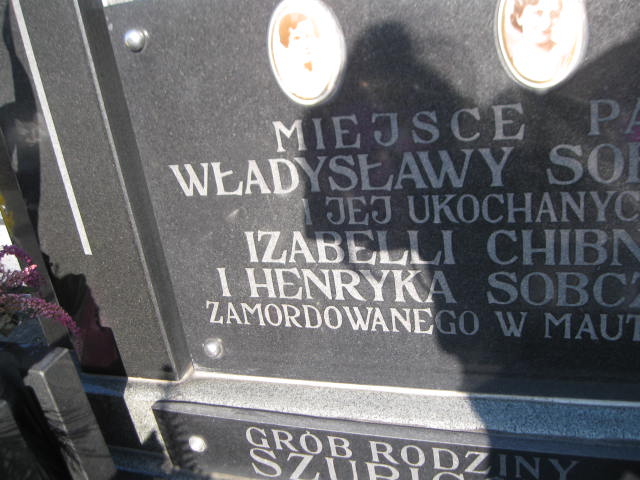 MIEJSCE PA
WŁADYSŁAWY SO
I JEJ UKOCHANYC
IZABELLI CHIBN
I HENRYKA SOBCZ
ZAMORDOWANEGO W MAUT
GRÓB RODZINY